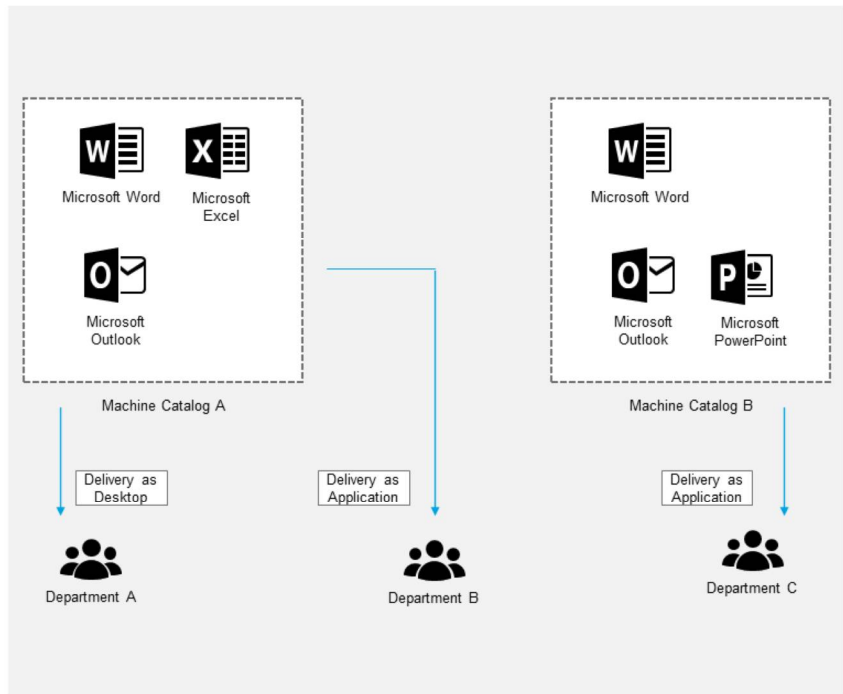 W
X
Microsoft Word
Microsoft
Excel
O
Microsoft
Outlook
Machine Catalog A
W
Microsoft Word
O
P
Microsoft
Outlook
Microsoft
PowerPoint
Machine Catalog B
Delivery as
Desktop
Delivery as
Application
Delivery as
Application
Department A
Department B
Department C